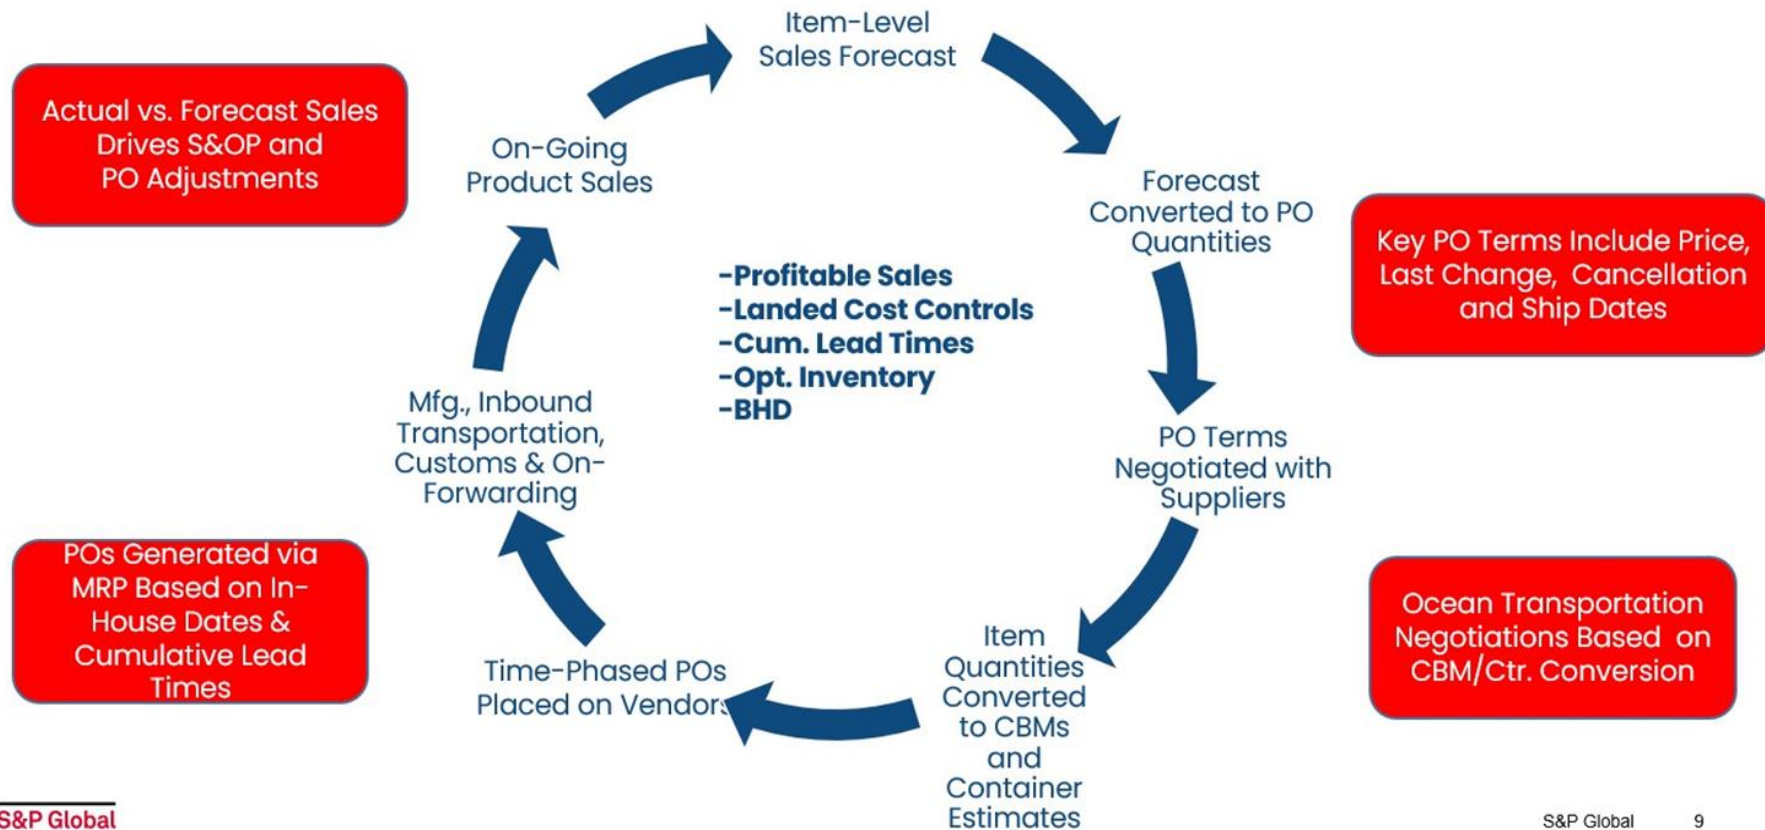 Item-Level
Sales Forecast
Forecast
Converted to PO
Quantities
PO Terms
Negotiated with
Suppliers
Item
Quantities
Converted
to CBMs
and
Container
Estimates
Time-Phased POs
Placed on Vendors
Mfg., Inbound
Transportation,
Customs & On-
Forwarding
On-Going
Product Sales
-Profitable Sales
-Landed Cost Controls
-Cum. Lead Times
-Opt. Inventory
-BHD
Actual vs. Forecast Sales
Drives S&OP and
PO Adjustments
Key PO Terms Include Price,
Last Change, Cancellation
and Ship Dates
Ocean Transportation
Negotiations Based on
CBM/Ctr. Conversion
POs Generated via
MRP Based on In-
House Dates &
Cumulative Lead
Times
S&P Global
S&P Global 9